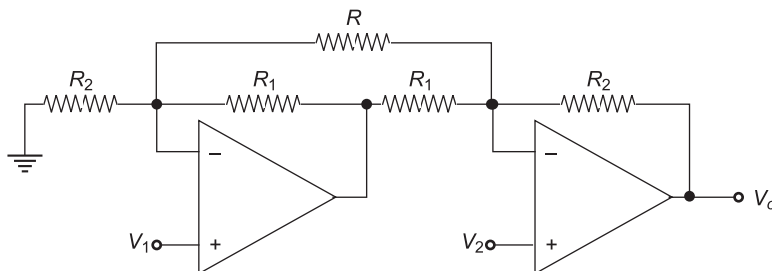 R
R₂ R₁ R₁ R₂
− −
V₁ + V₂ + Vₒ